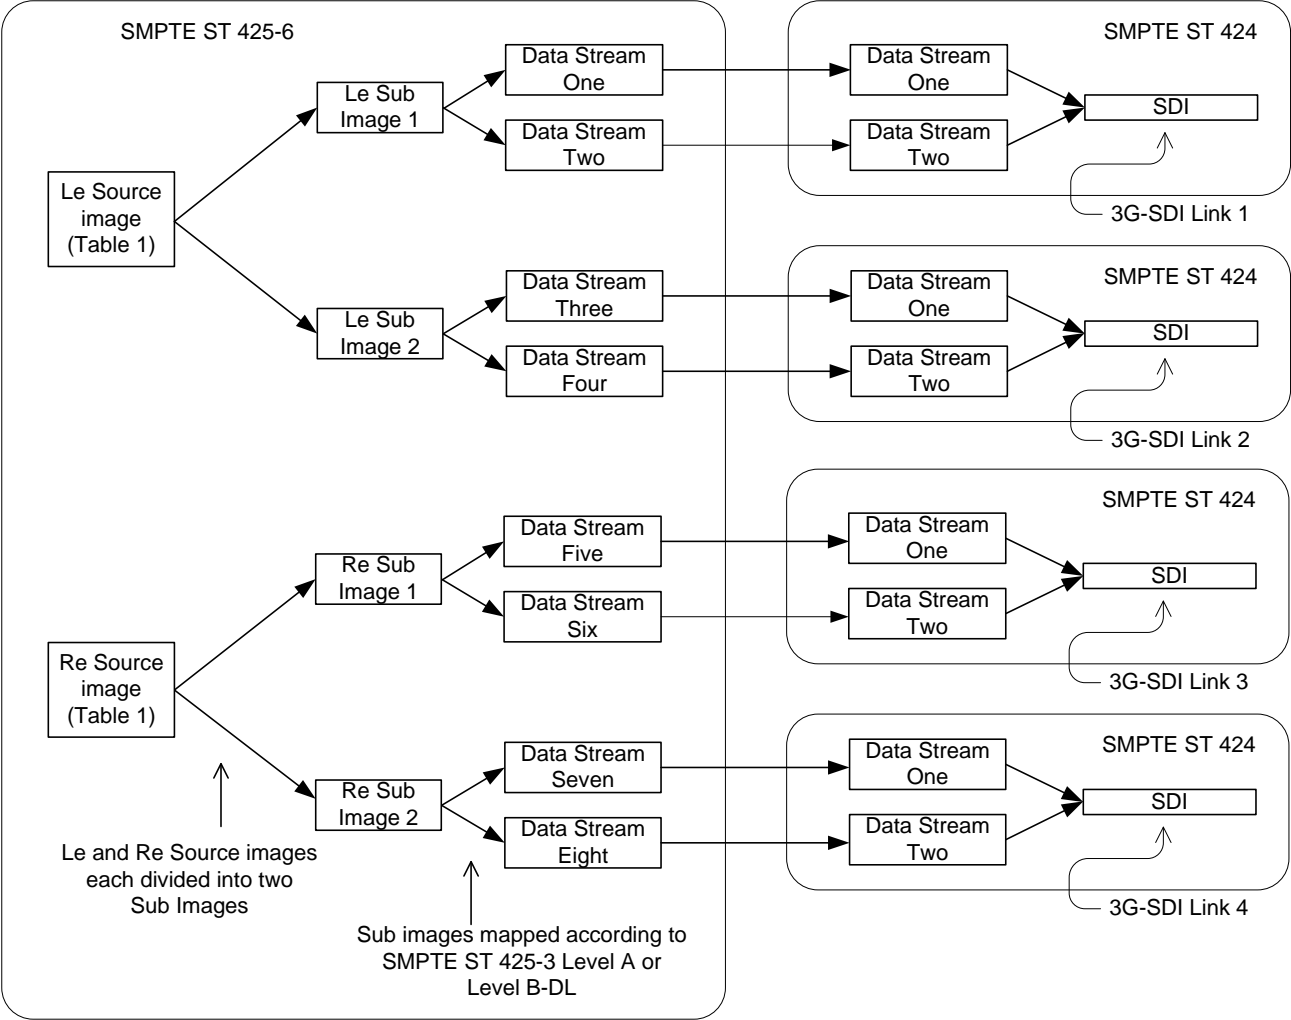 SMPTE ST 425-6
Le Source
image
(Table 1)
Le Sub
Image 1
Data Stream
One
Data Stream
Two
Le Sub
Image 2
Data Stream
Three
Data Stream
Four
Re Source
image
(Table 1)
Re Sub
Image 1
Data Stream
Five
Data Stream
Six
Re Sub
Image 2
Data Stream
Seven
Data Stream
Eight
Le and Re Source images
each divided into two
Sub Images
Sub images mapped according to
SMPTE ST 425-3 Level A or
Level B-DL
SMPTE ST 424
Data Stream
One
Data Stream
Two
SDI
3G-SDI Link 1
SMPTE ST 424
Data Stream
One
Data Stream
Two
SDI
3G-SDI Link 2
SMPTE ST 424
Data Stream
One
Data Stream
Two
SDI
3G-SDI Link 3
SMPTE ST 424
Data Stream
One
Data Stream
Two
SDI
3G-SDI Link 4